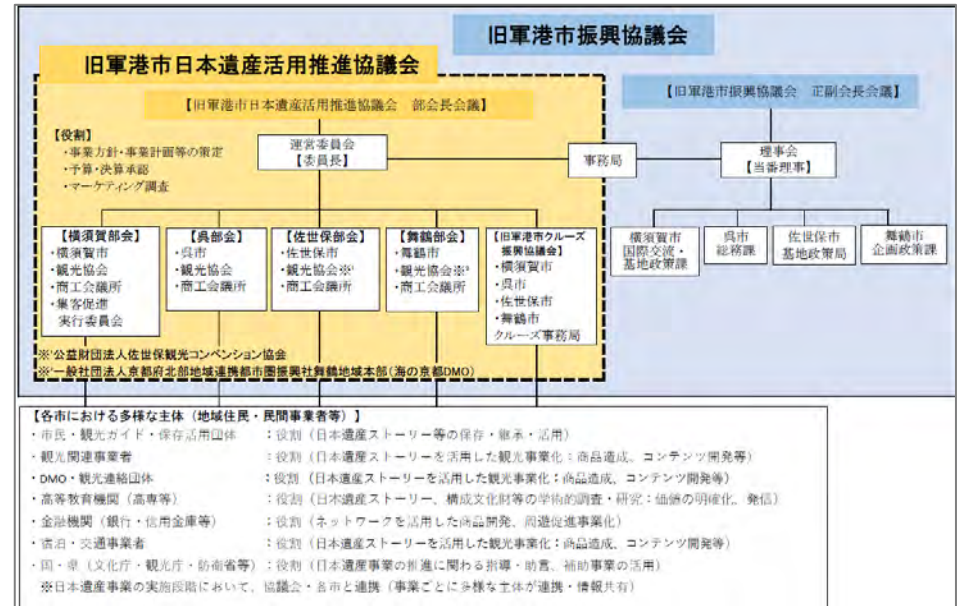 旧軍港市振興協議会
旧軍港市日本遺産活用推進協議会
【旧軍港市日本遺産活用推進協議会 部会長会議】
【旧軍港市振興協議会 正副会長会議】
【役割】
・事業方針・事業計画等の策定
・予算・決算承認
・マーケティング調査
運営委員会
【委員長】
事務局
理事会
【当番理事】
【横須賀部会】
・横須賀市
・観光協会
・商工会議所
・集客促進
実行委員会
【呉部会】
・呉市
・観光協会
・商工会議所
【佐世保部会】
・佐世保市
・観光協会※
・商工会議所
【舞鶴部会】
・舞鶴市
・観光協会※
・商工会議所
【旧軍港市クルーズ
振興協議会】
・横須賀市
・呉市
・佐世保市
・舞鶴市
クルーズ事務局
横須賀市
国際交流・
基地政策課
呉市
総務課
佐世保市
基地政策局
舞鶴市
企画政策課
※公益財団法人佐世保観光コンベンション協会
※一般社団法人京都府北部地域連携都市圏振興社舞鶴地域本部(海の京都DMO)
【各市における多様な主体(地域住民・民間事業者等)】
・市民・観光ガイド・保存活用団体 :役割(日本遺産ストーリー等の保存・継承・活用)
・観光関連事業者 :役割(日本遺産ストーリーを活用した観光事業化:商品造成、コンテンツ開発等)
・DMO・観光連絡団体 :役割(日本遺産ストーリーを活用した観光事業化:商品造成、コンテンツ開発等)
・高等教育機関(高専等) :役割(日本遺産ストーリー、構成文化財等の学術的調査・研究:価値の明確化、発信)
・金融機関(銀行・信用金庫等) :役割(ネットワークを活用した商品開発、周遊促進事業化)
・宿泊・交通事業者 :役割(日本遺産ストーリーを活用した観光事業化:商品造成、コンテンツ開発等)
・国・県(文化庁・観光庁・防衛省等):役割(日本遺産事業の推進に関わる指導・助言、補助事業の活用)
※日本遺産事業の実施段階において、協議会・各市と連携(事業ごとに多様な主体が連携・情報共有)